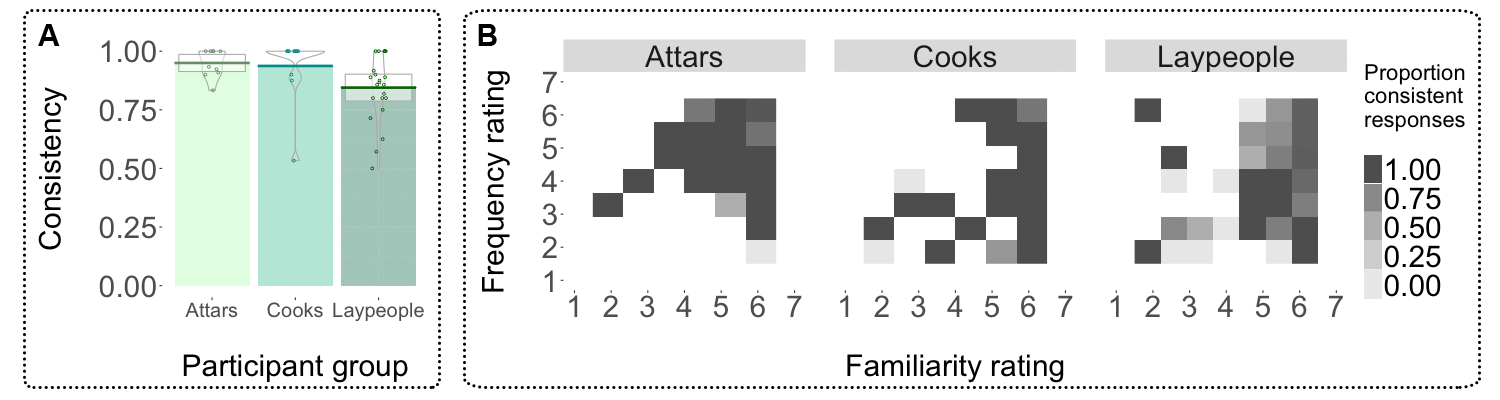 A
Consistency
1.00
0.75
0.50
0.25
0.00
Attars
Cooks
Laypeople
Participant group
B
Attars
Cooks
Laypeople
Frequency rating
7
6
5
4
3
2
1
1 2 3 4 5 6 7
1 2 3 4 5 6 7
1 2 3 4 5 6 7
Familiarity rating
Proportion
consistent
responses
1.00
0.75
0.50
0.25
0.00